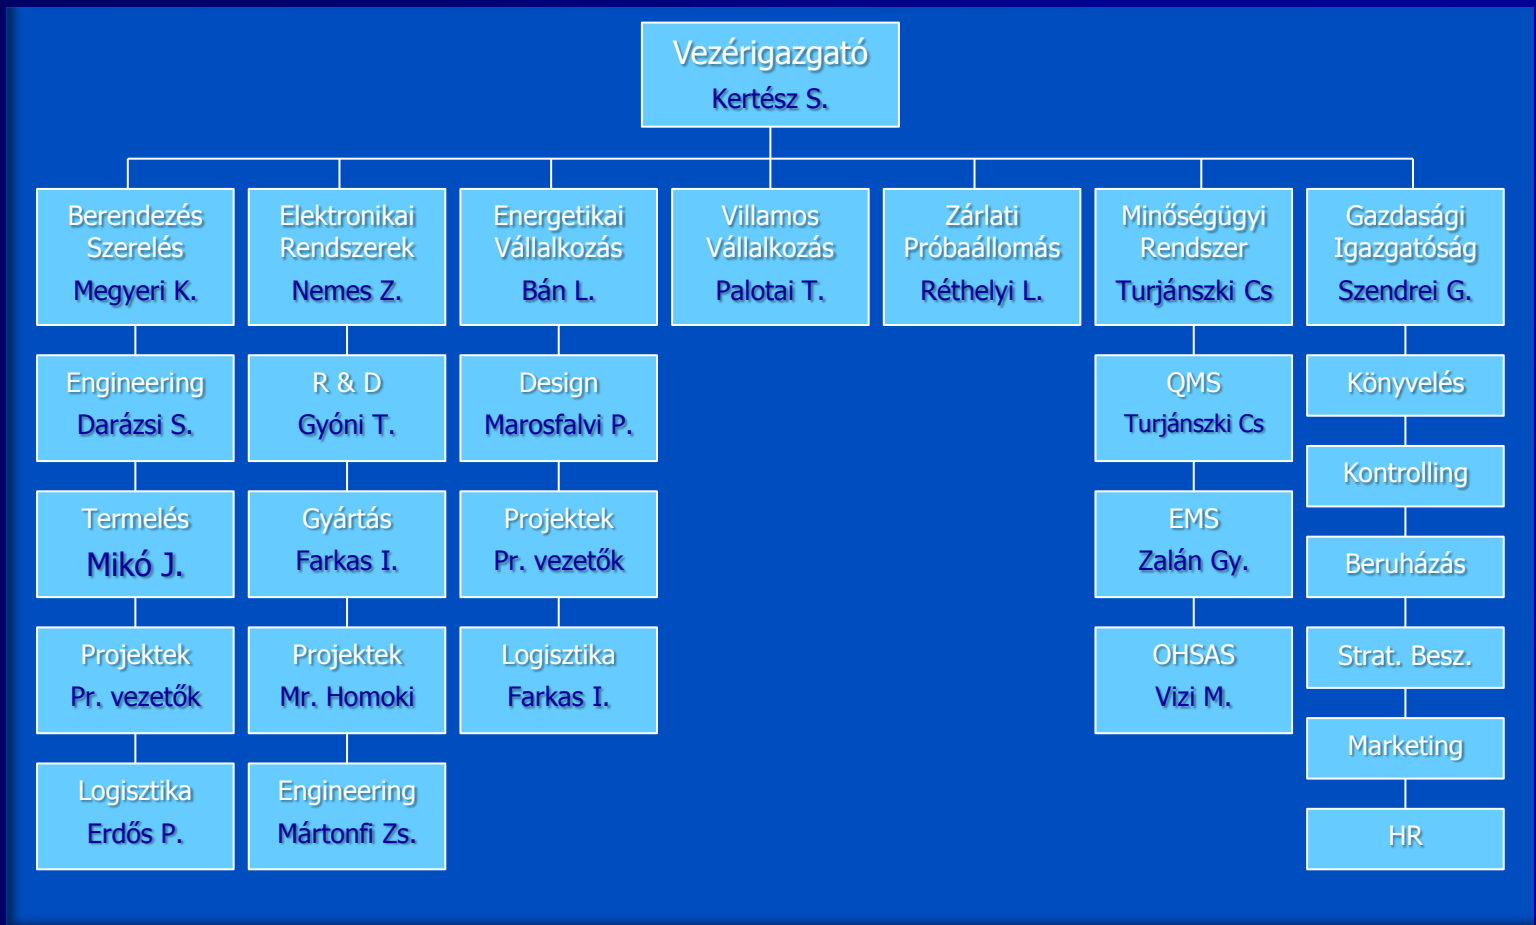 Vezérigazgató
Kertész S.
Berendezés
Szerelés
Megyeri K.
Elektronikai
Rendszerek
Nemes Z.
Energetikai
Vállalkozás
Bán L.
Villamos
Vállalkozás
Palotai T.
Zárlati
Próbaállomás
Réthelyi L.
Minőségügyi
Rendszer
Turjánszki Cs
Gazdasági
Igazgatóság
Szendrei G.
Engineering
Darázsi S.
R & D
Gyóni T.
Design
Marosfalvi P.
QMS
Turjánszki Cs
Könyvelés
Kontrolling
Termelés
Mikó J.
Gyártás
Farkas I.
Projektek
Pr. vezetők
EMS
Zalán Gy.
Beruházás
Projektek
Pr. vezetők
Projektek
Mr. Homoki
Logisztika
Farkas I.
OHSAS
Vizi M.
Strat. Besz.
Marketing
Logisztika
Erdős P.
Engineering
Mártonfi Zs.
HR